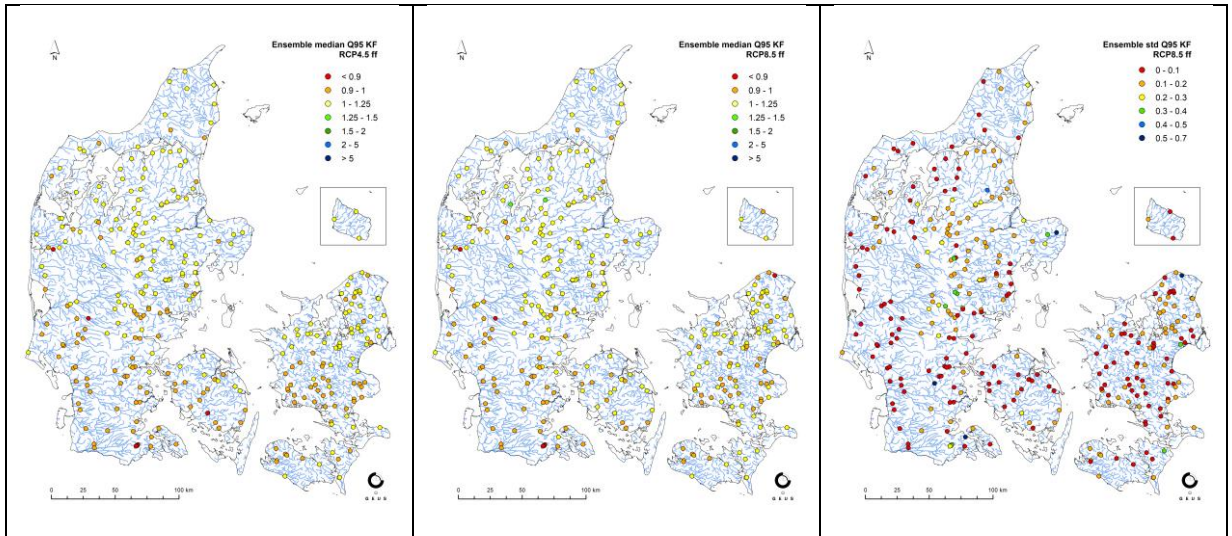 Ensemble median Q95 KF
RCP4.5 ff
< 0.9
0.9 - 1
1 - 1.25
1.25 - 1.5
1.5 - 2
2 - 5
> 5
N
0 25 50 100 km
G E U S
Ensemble median Q95 KF
RCP8.5 ff
< 0.9
0.9 - 1
1 - 1.25
1.25 - 1.5
1.5 - 2
2 - 5
> 5
N
0 25 50 100 km
G E U S
Ensemble std Q95 KF
RCP8.5 ff
0 - 0.1
0.1 - 0.2
0.2 - 0.3
0.3 - 0.4
0.4 - 0.5
0.5 - 0.7
N
0 25 50 100 km
G E U S